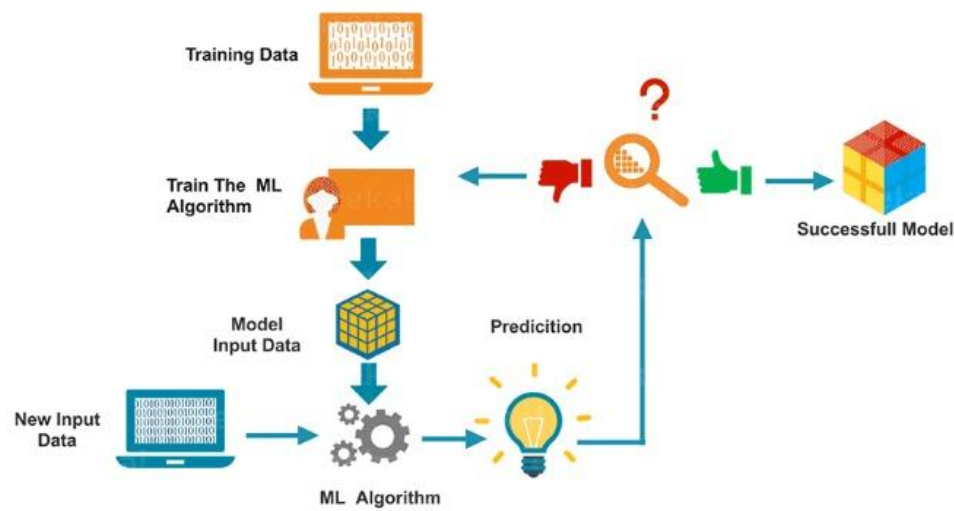 Training Data
?
Train The ML
Algorithm
Successfull Model
Model
Input Data
Predicition
New Input
Data
ML Algorithm